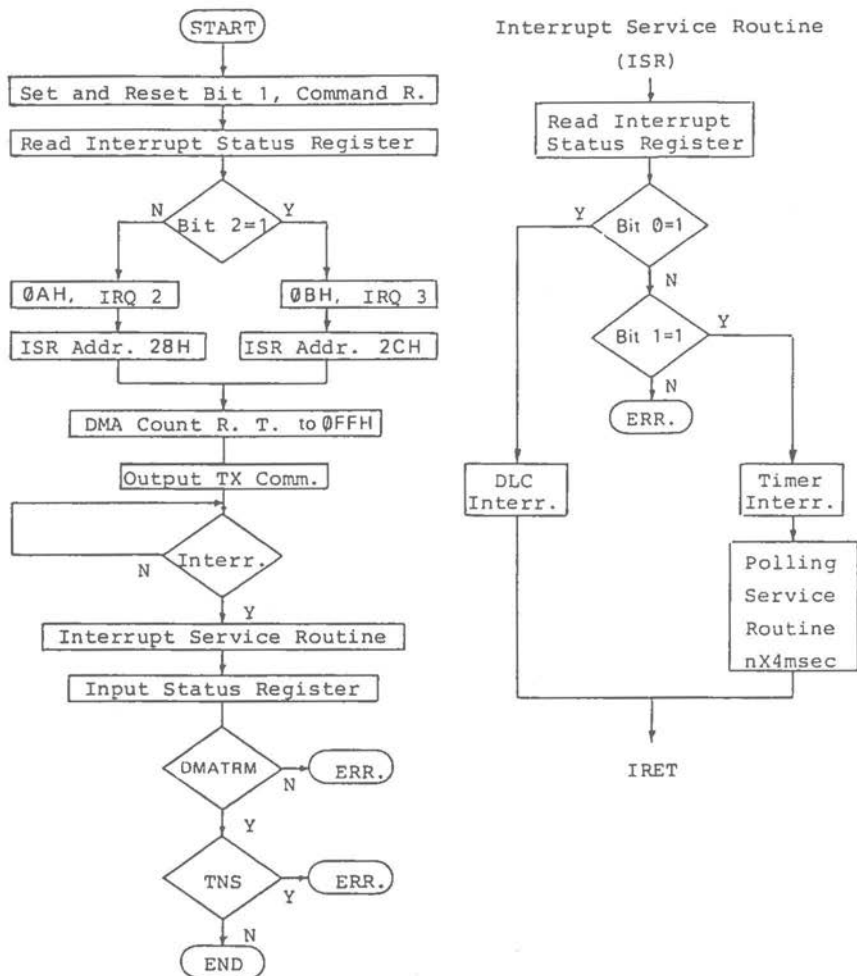 START
Set and Reset Bit 1, Command R.
Read Interrupt Status Register
Bit 2=1
N
Y
ØAH, IRQ 2
ØBH, IRQ 3
ISR Addr. 28H
ISR Addr. 2CH
DMA Count R. T. to ØFFH
Output TX Comm.
Interr.
N
Y
Interrupt Service Routine
Input Status Register
DMATRM
N
ERR.
Y
TNS
Y
ERR.
N
END
Interrupt Service Routine
(ISR)
Read Interrupt
Status Register
Y
Bit Ø=1
N
Bit 1=1
Y
N
ERR.
DLC
Interr.
Timer
Interr.
Polling
Service
Routine
nX4msec
IRET